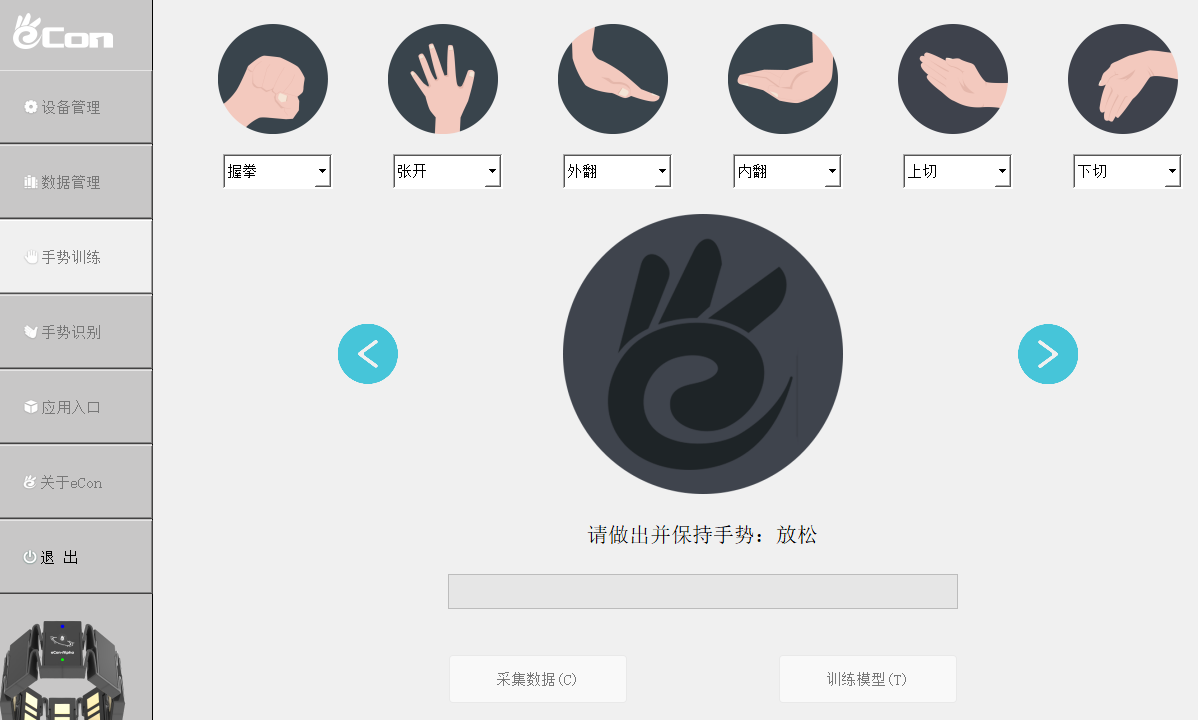 eCon
设备管理
数据管理
手势训练
手势识别
应用入口
关于eCon
退 出
握拳
张开
外翻
内翻
上切
下切
请做出并保持手势：放松
采集数据(C)
训练模型(T)
eCon-Alpha